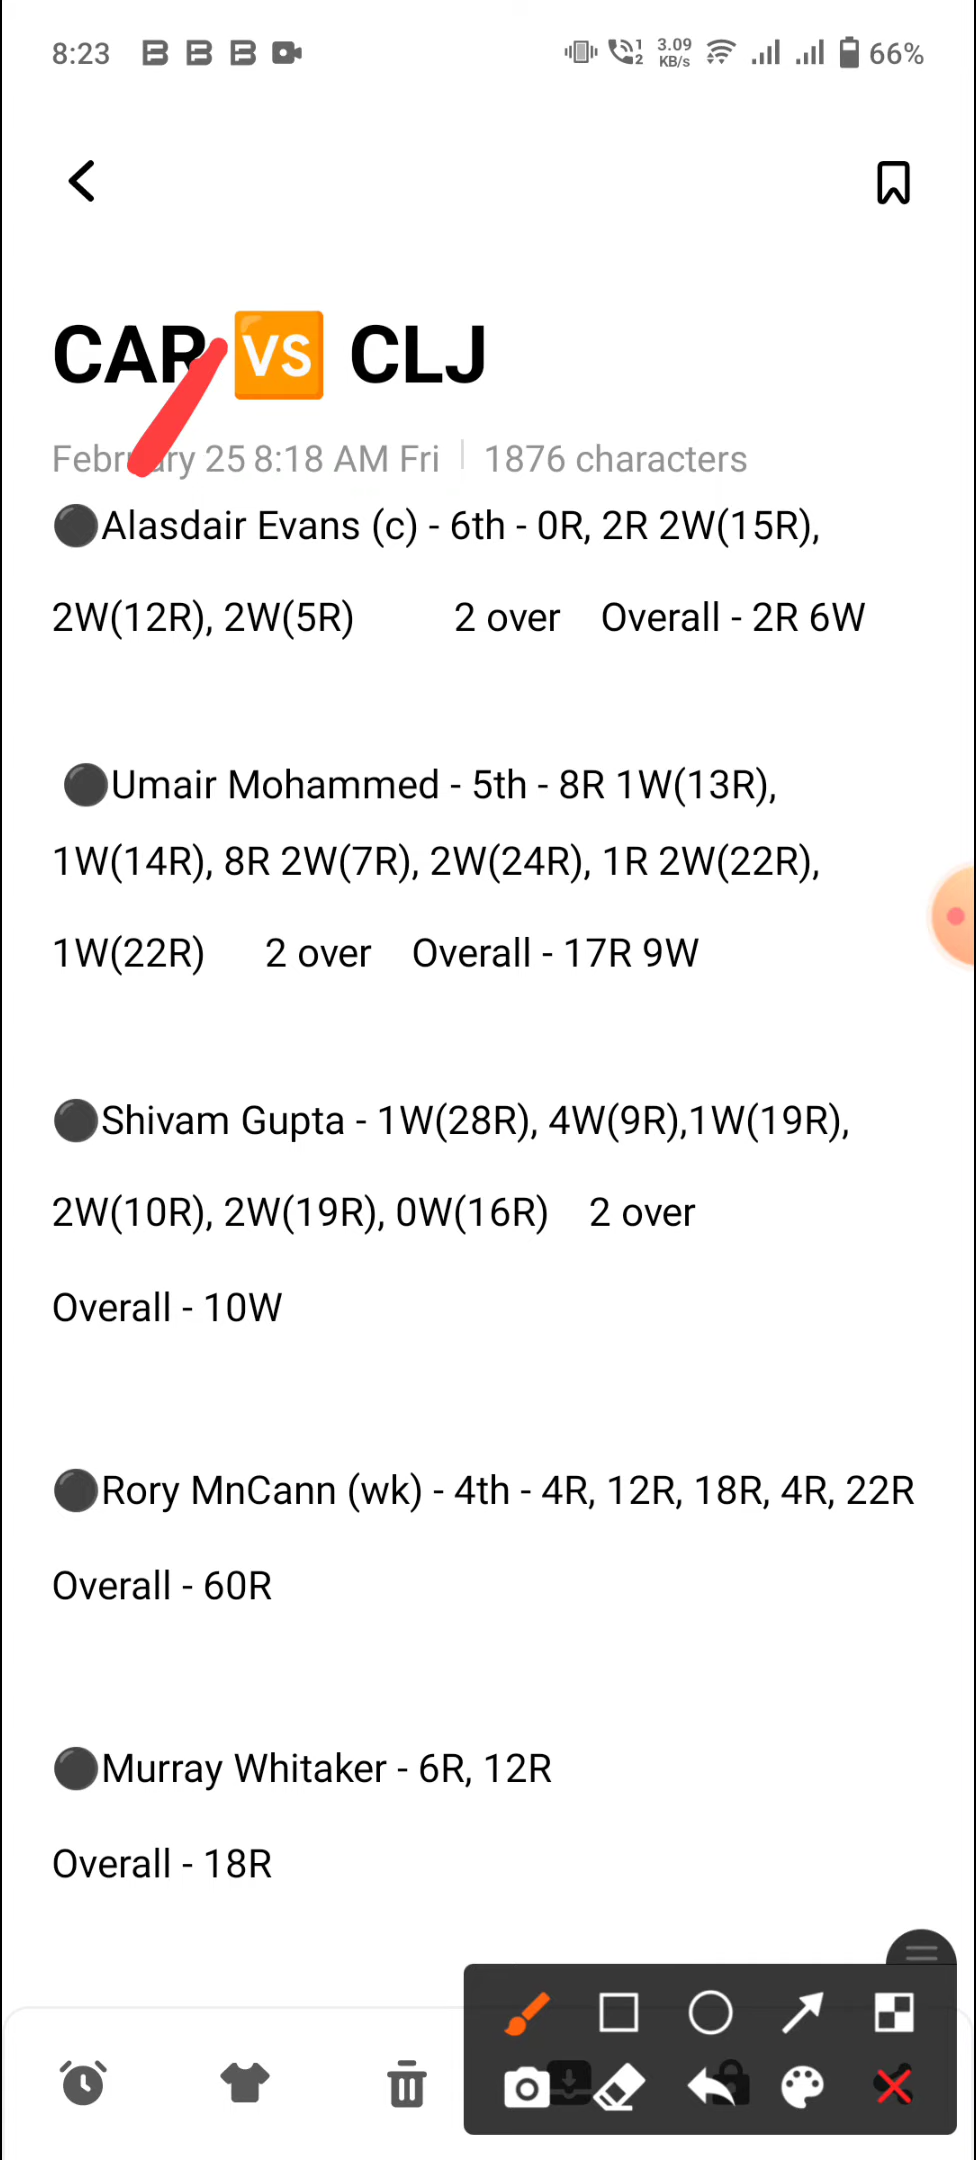 8:23
3.09 KB/s
66%
CAR VS CLJ
February 25 8:18 AM Fri | 1876 characters
Alasdair Evans (c) - 6th - 0R, 2R 2W(15R),
2W(12R), 2W(5R) 2 over Overall - 2R 6W
Umair Mohammed - 5th - 8R 1W(13R),
1W(14R), 8R 2W(7R), 2W(24R), 1R 2W(22R),
1W(22R) 2 over Overall - 17R 9W
Shivam Gupta - 1W(28R), 4W(9R),1W(19R),
2W(10R), 2W(19R), 0W(16R) 2 over
Overall - 10W
Rory MnCann (wk) - 4th - 4R, 12R, 18R, 4R, 22R
Overall - 60R
Murray Whitaker - 6R, 12R
Overall - 18R